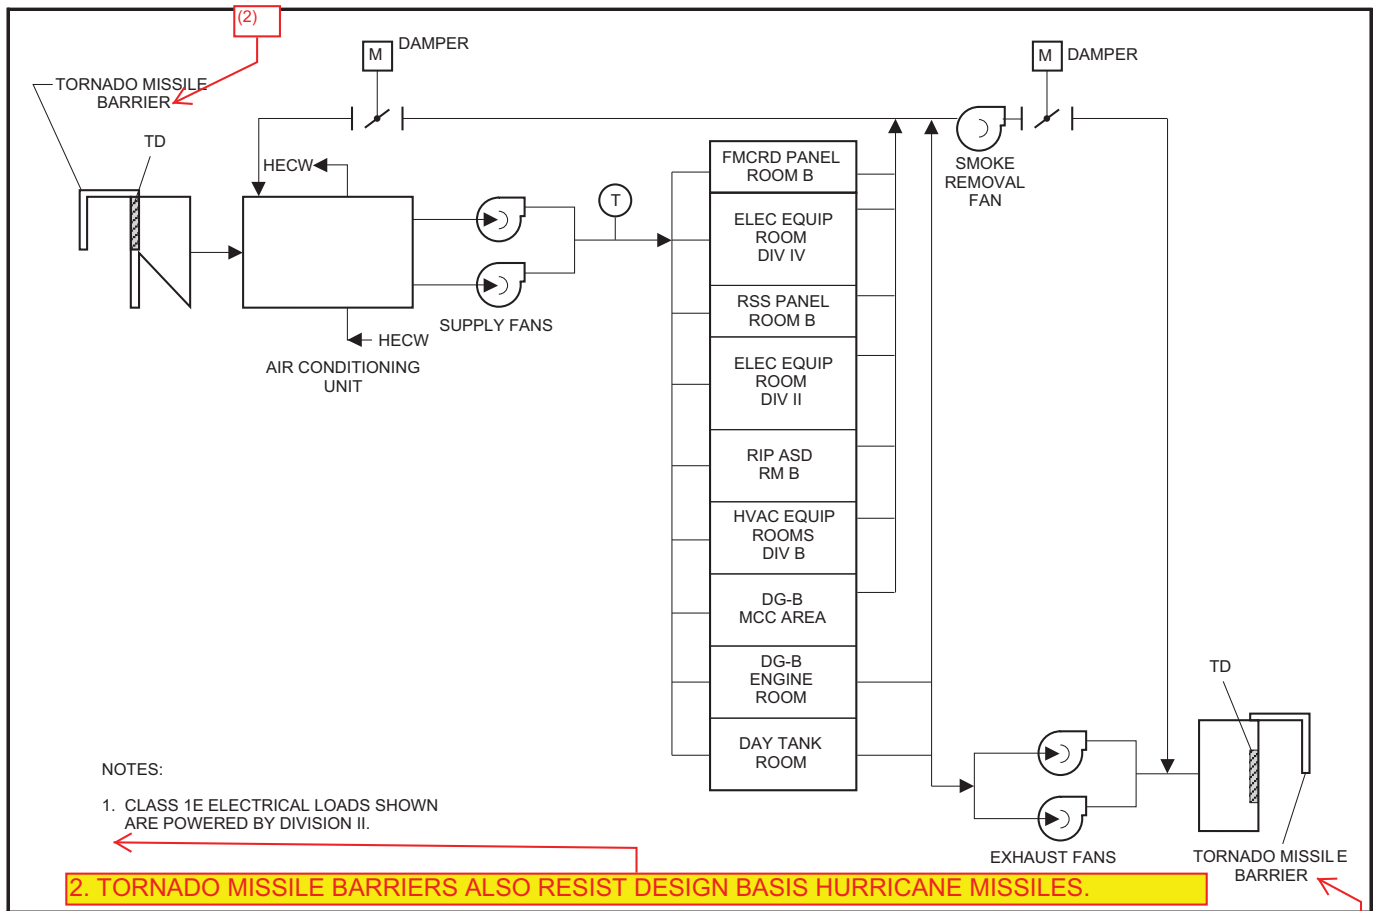 (2)
M
DAMPER
M
DAMPER
TORNADO MISSILE
BARRIER
TD
HECW
T
FMCRD PANEL
ROOM B
SMOKE
REMOVAL
FAN
ELEC EQUIP
ROOM
DIV IV
RSS PANEL
ROOM B
SUPPLY FANS
HECW
AIR CONDITIONING
UNIT
ELEC EQUIP
ROOM
DIV II
RIP ASD
RM B
HVAC EQUIP
ROOMS
DIV B
DG-B
MCC AREA
DG-B
ENGINE
ROOM
DAY TANK
ROOM
TD
EXHAUST FANS
TORNADO MISSILE
BARRIER
NOTES:
1. CLASS 1E ELECTRICAL LOADS SHOWN
ARE POWERED BY DIVISION II.
2. TORNADO MISSILE BARRIERS ALSO RESIST DESIGN BASIS HURRICANE MISSILES.